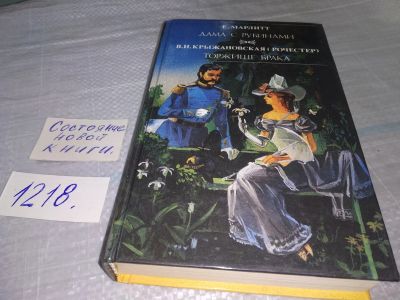 Е. МАРЛИТТ
ДАМА С РУБИНАМИ
В.И. КРЫЖАНОВСКАЯ (РОЧЕСТЕР)
ТОРЖИЩЕ БРАКА
Состояние
новой
книги.
1218.